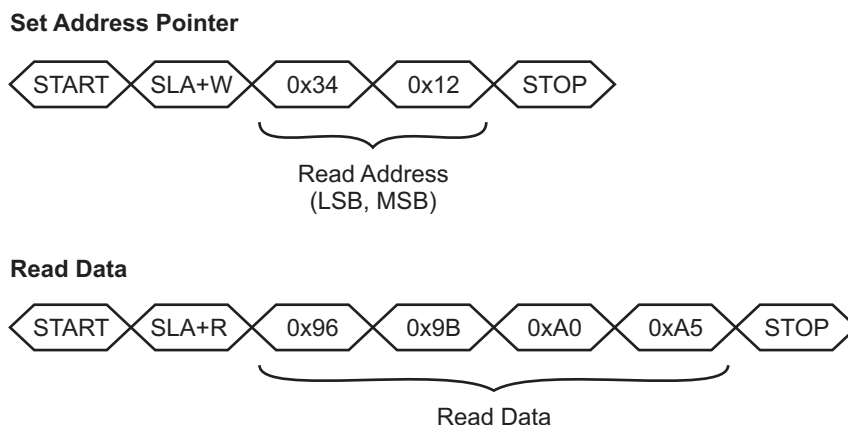 Set Address Pointer
START SLA+W 0x34 0x12 STOP
Read Address
(LSB, MSB)
Read Data
START SLA+R 0x96 0x9B 0xA0 0xA5 STOP
Read Data